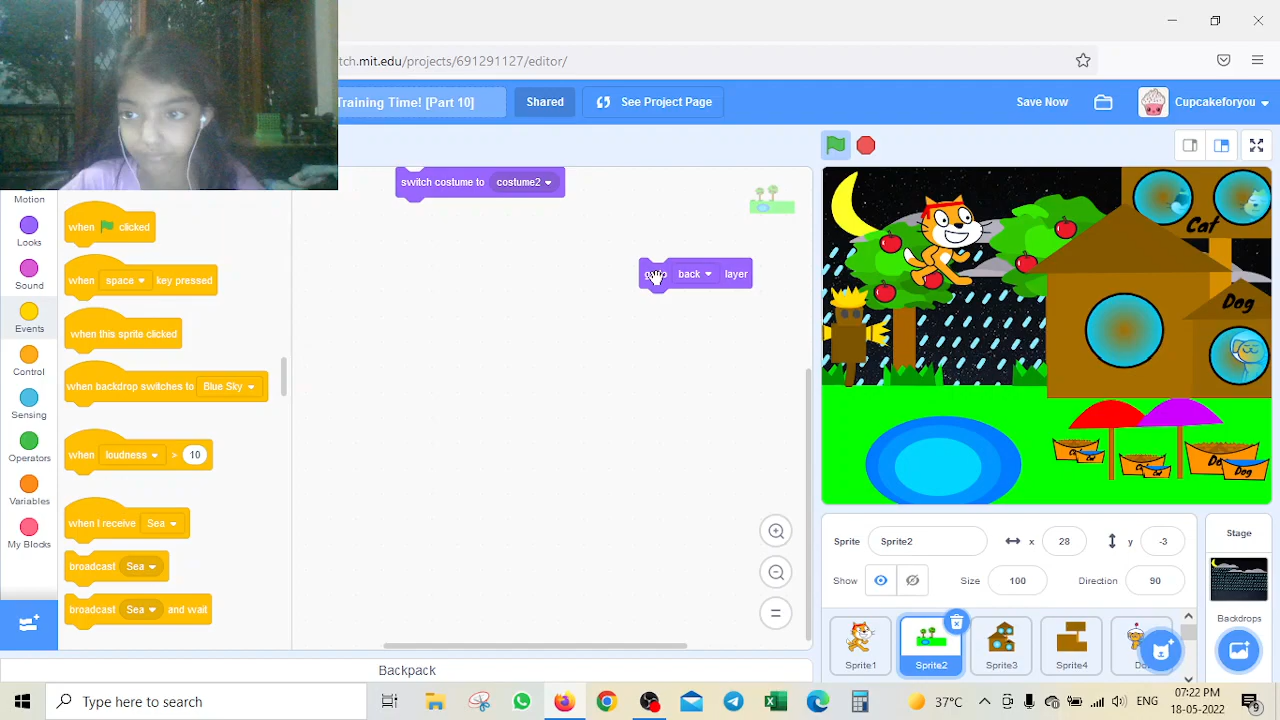 tch.mit.edu/projects/691291127/editor/
Training Time! [Part 10]
Shared
See Project Page
Save Now
Cupcakeforyou
Motion
Looks
Sound
Events
Control
Sensing
Operators
Variables
My Blocks
when clicked
when space key pressed
when this sprite clicked
when backdrop switches to Blue Sky
when loudness > 10
when I receive Sea
broadcast Sea
broadcast Sea and wait
switch costume to costume2
back layer
Cat
Dog
Dog
Sprite Sprite2 x 28 y -3
Show Size 100 Direction 90
Stage
Backdrops
Sprite1
Sprite2
Sprite3
Sprite4
Backpack
Type here to search
37°C
07:22 PM
18-05-2022
9